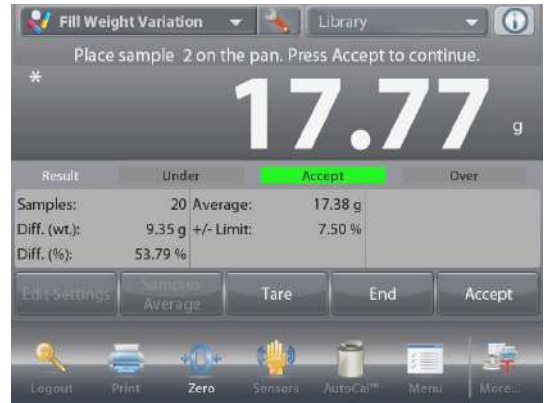 Fill Weight Variation Library
Place sample 2 on the pan. Press Accept to continue.
*
17.77 g
Result Under Accept Over
Samples: 20 Average: 17.38 g
Diff. (wt.): 9.35 g +/- Limit: 7.50 %
Diff. (%): 53.79 %
Edit Settings Samples Average Tare End Accept
Logout Print Zero Sensors AutoCal™ Menu More...